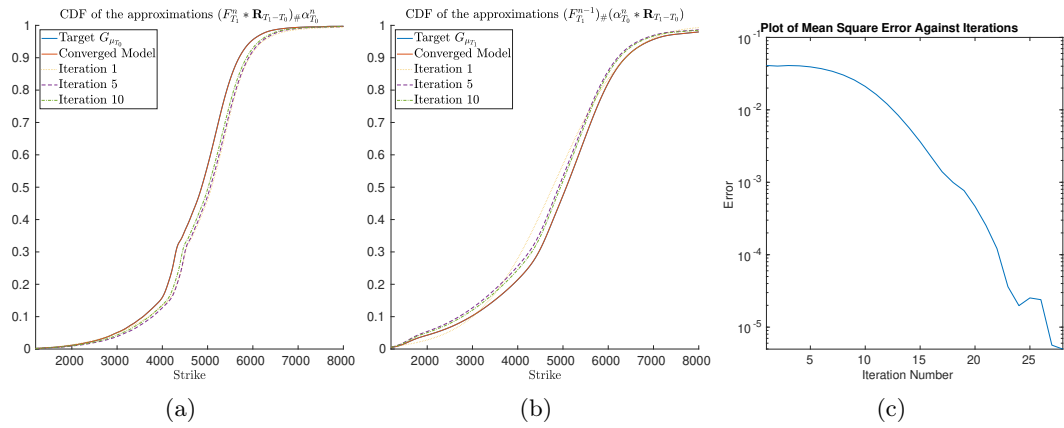 CDF of the approximations $(F^n_{T_1} * \mathbf{R}_{T_1-T_0})_{\#}\alpha^n_{T_0}$
Target $G_{\mu_{T_0}}$
Converged Model
Iteration 1
Iteration 5
Iteration 10
1
0.9
0.8
0.7
0.6
0.5
0.4
0.3
0.2
0.1
0
2000 3000 4000 5000 6000 7000 8000
Strike
(a)
CDF of the approximations $(F^{n-1}_{T_1})_{\#}(\alpha^n_{T_0} * \mathbf{R}_{T_1-T_0})$
Target $G_{\mu_{T_1}}$
Converged Model
Iteration 1
Iteration 5
Iteration 10
1
0.9
0.8
0.7
0.6
0.5
0.4
0.3
0.2
0.1
0
2000 3000 4000 5000 6000 7000 8000
Strike
(b)
Plot of Mean Square Error Against Iterations
10^{-1}
10^{-2}
10^{-3}
10^{-4}
10^{-5}
Error
5 10 15 20 25
Iteration Number
(c)